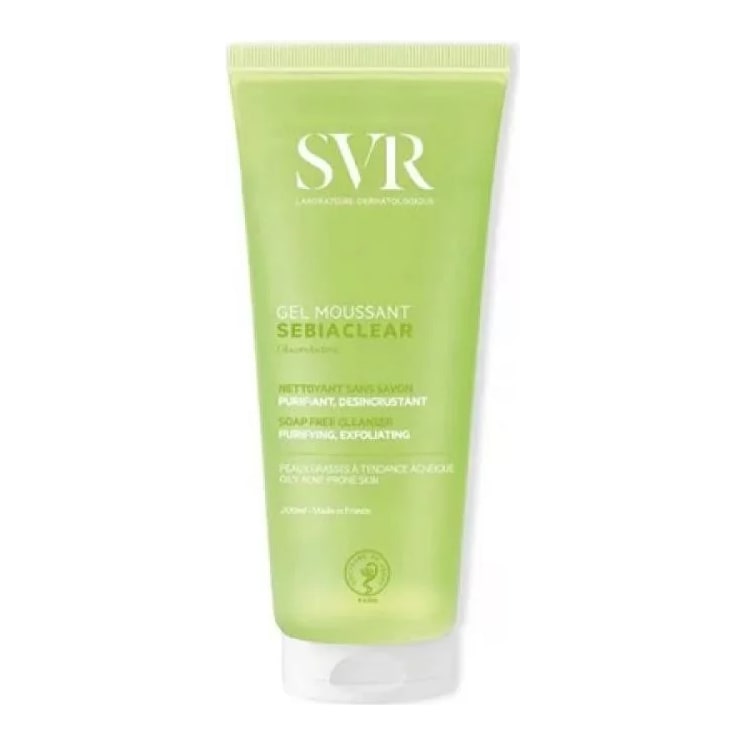 SVR
LABORATOIRE DERMATOLOGIQUE
GEL MOUSSANT
SEBIACLEAR
NETTOYANT SANS SAVON
PURIFIANT, DESINCRUSTANT
SOAP FREE CLEANSER
PURIFYING, EXFOLIATING
PEAUX GRASSES À TENDANCE ACNÉIQUE
OILY, ACNE-PRONE SKIN
200ml - Made in France
PARIS